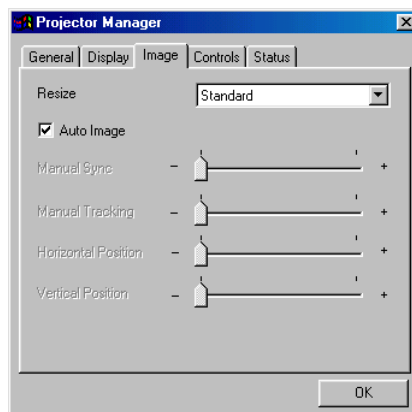 Projector Manager
General Display Image Controls Status
Resize Standard
Auto Image
Manual Sync - +
Manual Tracking - +
Horizontal Position - +
Vertical Position - +
OK